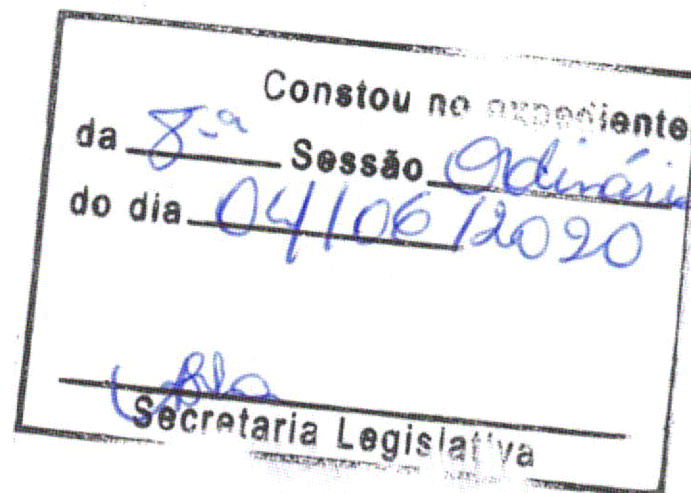 Constou no expediente
da 8ª Sessão Ordinária
do dia 04/06/2020
Secretaria Legislativa